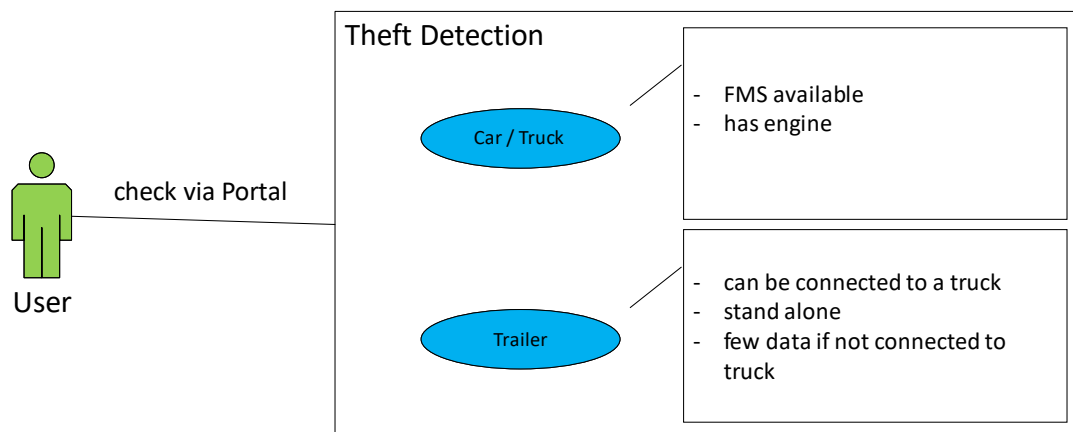 Theft Detection
Car / Truck
- FMS available
- has engine
check via Portal
User
Trailer
- can be connected to a truck
- stand alone
- few data if not connected to
truck